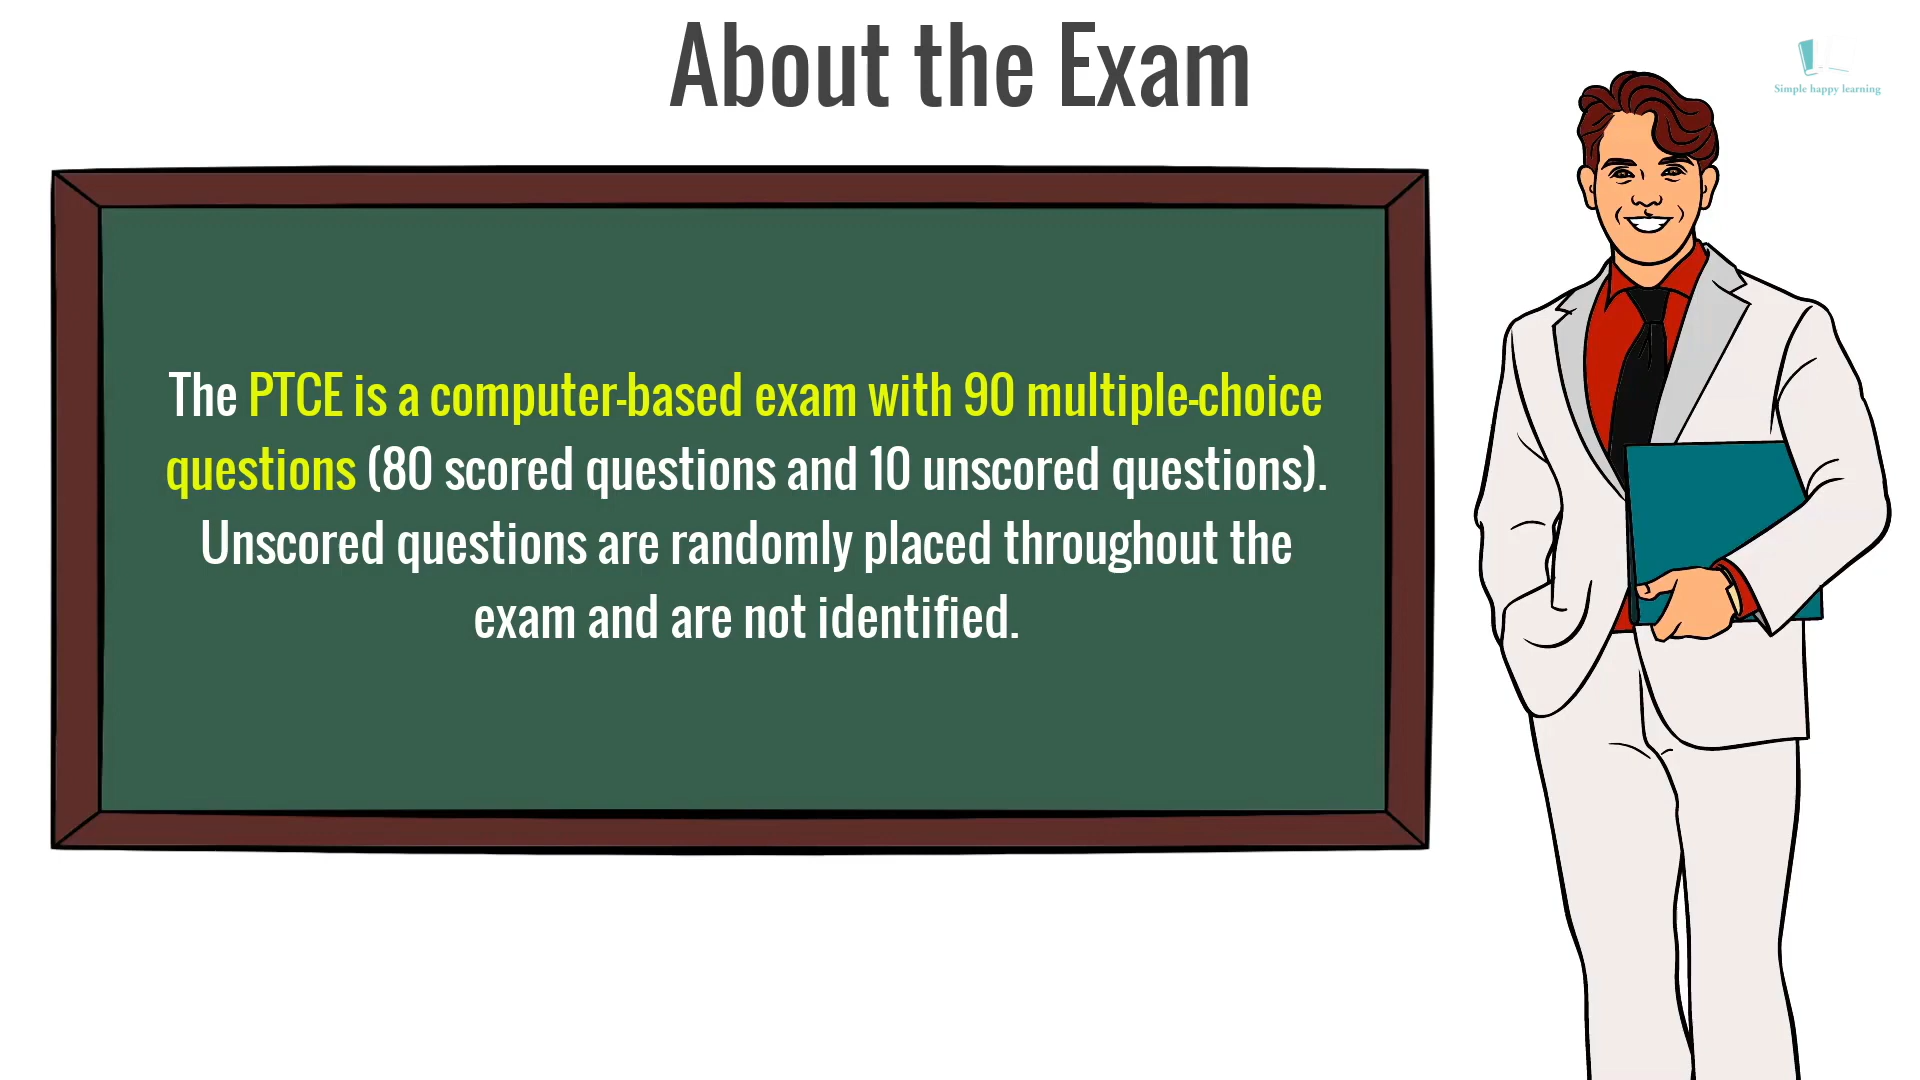 About the Exam
Simple happy learning
The PTCE is a computer-based exam with 90 multiple-choice
questions (80 scored questions and 10 unscored questions).
Unscored questions are randomly placed throughout the
exam and are not identified.